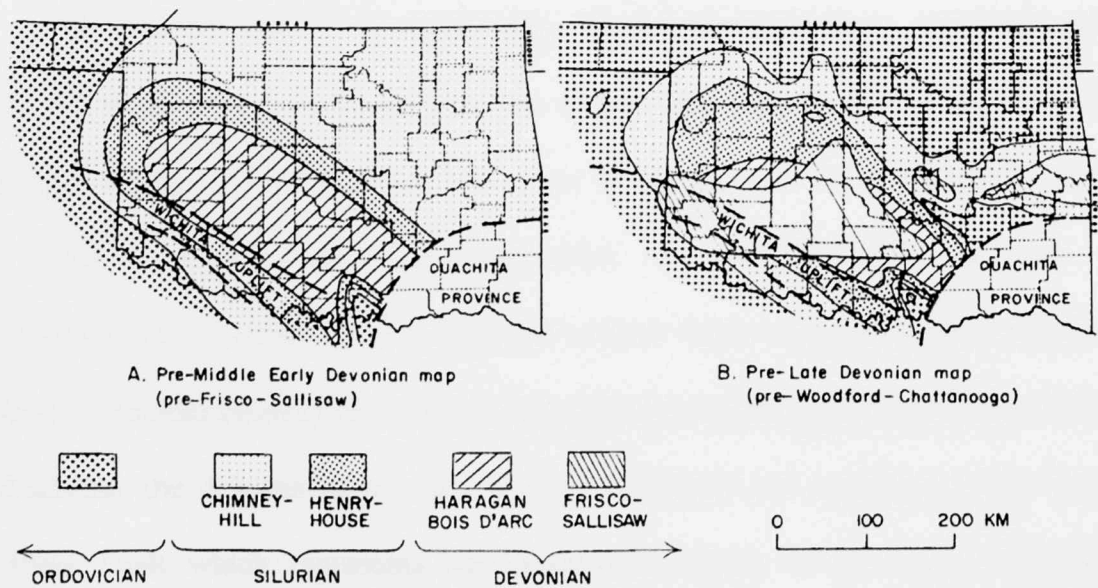 WICHITA
UPLIFT
OUACHITA
PROVINCE
WICHITA
UPLIFT
OUACHITA
PROVINCE
A. Pre-Middle Early Devonian map
(pre-Frisco-Sallisaw)
B. Pre-Late Devonian map
(pre-Woodford-Chattanooga)
CHIMNEY-
HILL
HENRY-
HOUSE
HARAGAN
BOIS D'ARC
FRISCO-
SALLISAW
0 100 200 KM
ORDOVICIAN SILURIAN DEVONIAN